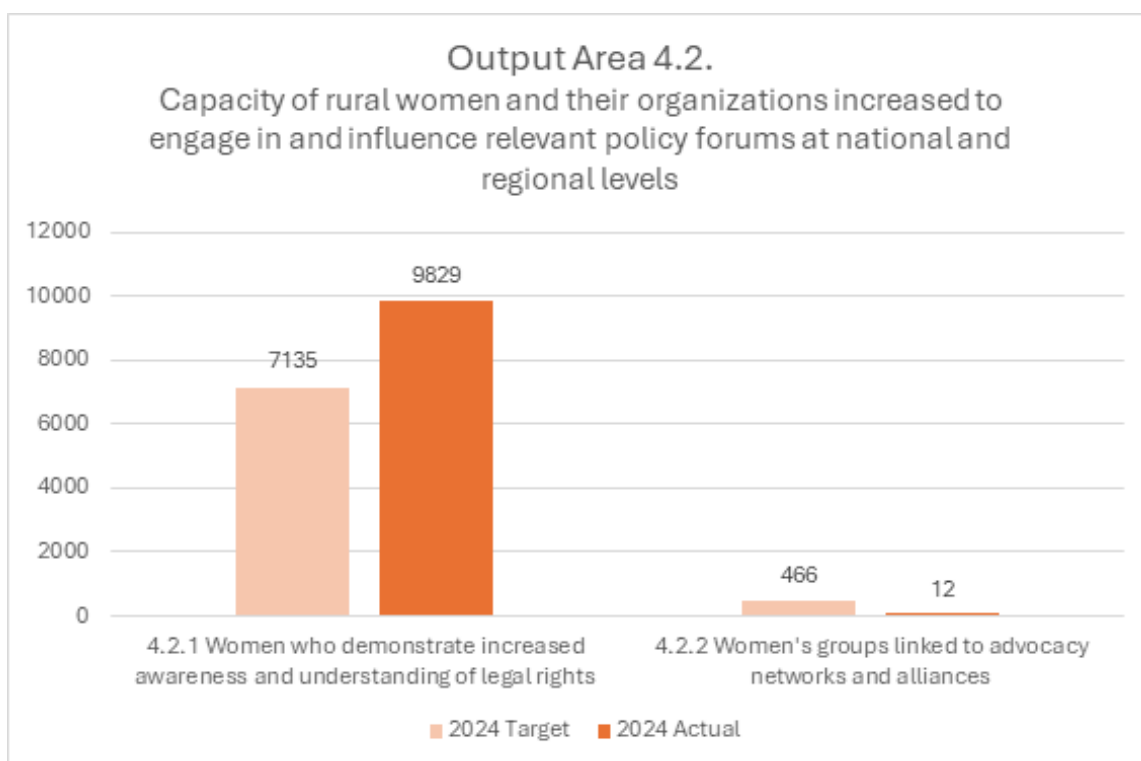 Output Area 4.2.
Capacity of rural women and their organizations increased to
engage in and influence relevant policy forums at national and
regional levels
12000
10000
8000
6000
4000
2000
0
7135
9829
466
12
4.2.1 Women who demonstrate increased
awareness and understanding of legal rights
4.2.2 Women's groups linked to advocacy
networks and alliances
2024 Target
2024 Actual